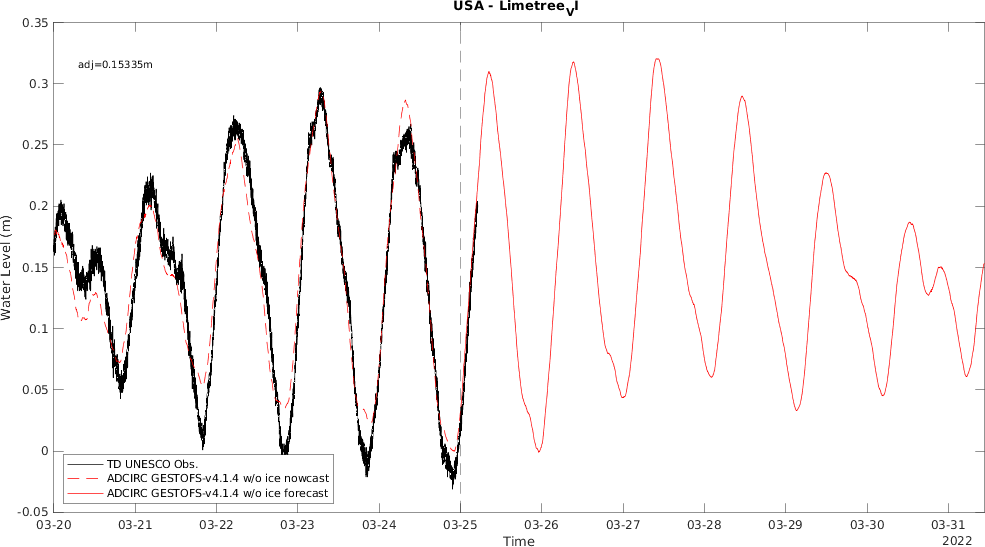 USA - Limetree_VI
0.35
adj=0.15335m
0.3
0.25
0.2
0.15
0.1
0.05
0
-0.05
Water Level (m)
TD UNESCO Obs.
ADCIRC GESTOFS-v4.1.4 w/o ice nowcast
ADCIRC GESTOFS-v4.1.4 w/o ice forecast
03-20 03-21 03-22 03-23 03-24 03-25 03-26 03-27 03-28 03-29 03-30 03-31
Time
2022